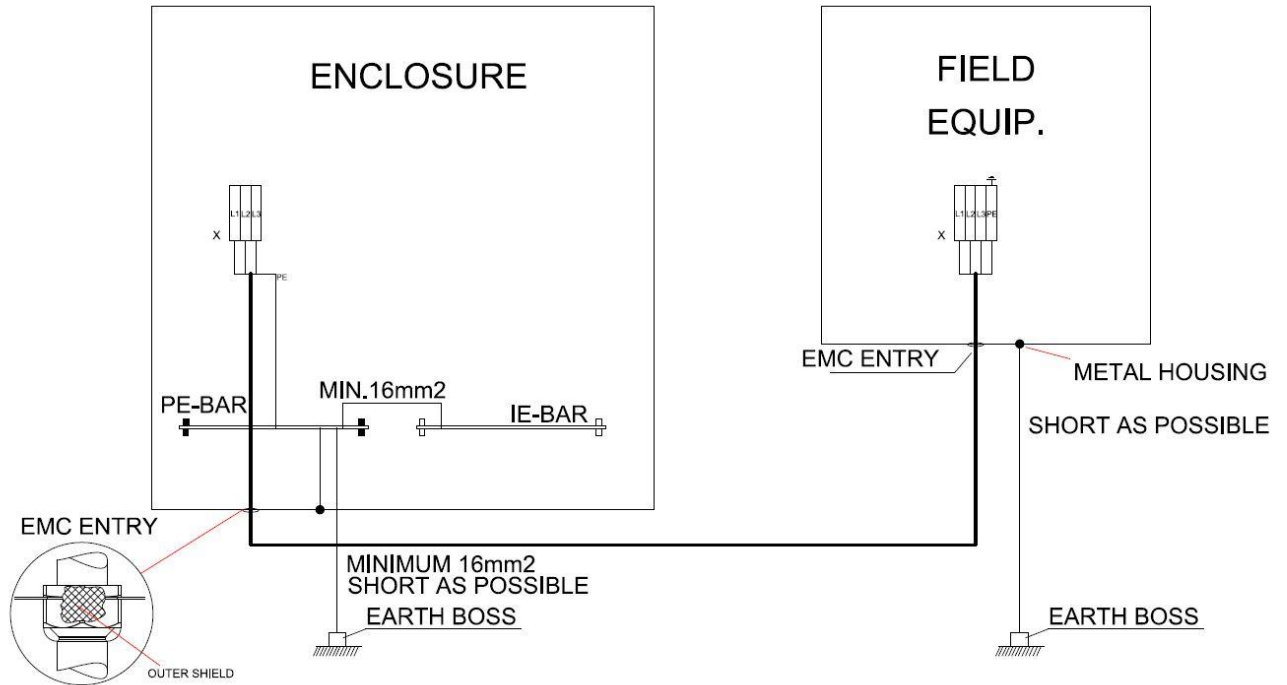 ENCLOSURE
FIELD
EQUIP.
L1 L2 L3
X
PE
L1 L2 L3 PE
X
EMC ENTRY
METAL HOUSING
SHORT AS POSSIBLE
PE-BAR
MIN.16mm2
IE-BAR
EMC ENTRY
OUTER SHIELD
MINIMUM 16mm2
SHORT AS POSSIBLE
EARTH BOSS
EARTH BOSS